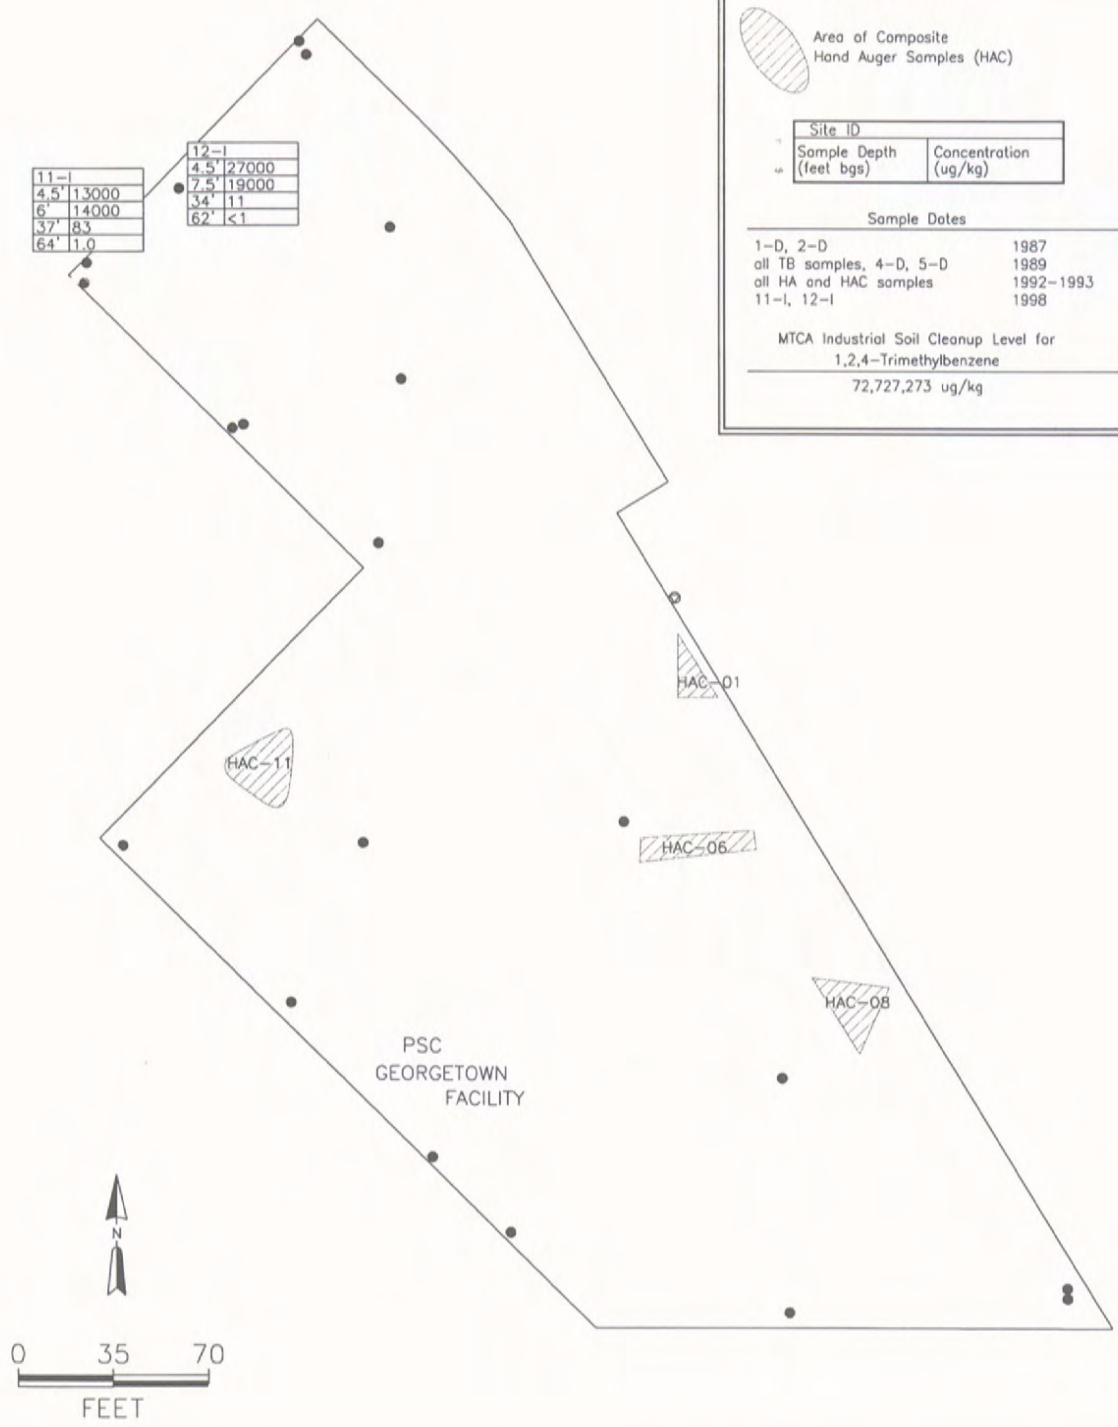 Area of Composite
Hand Auger Samples (HAC)
Site ID
Sample Depth
(feet bgs)
Concentration
(ug/kg)
Sample Dates
1-D, 2-D 1987
all TB samples, 4-D, 5-D 1989
all HA and HAC samples 1992-1993
11-I, 12-I 1998
MTCA Industrial Soil Cleanup Level for
1,2,4-Trimethylbenzene
72,727,273 ug/kg
12-I
4.5' 27000
7.5' 19000
34' 11
62' <1
11-I
4.5' 13000
6' 14000
37' 83
64' 1.0
HAC-01
HAC-11
HAC-06
HAC-08
PSC
GEORGETOWN
FACILITY
N
0 35 70
FEET